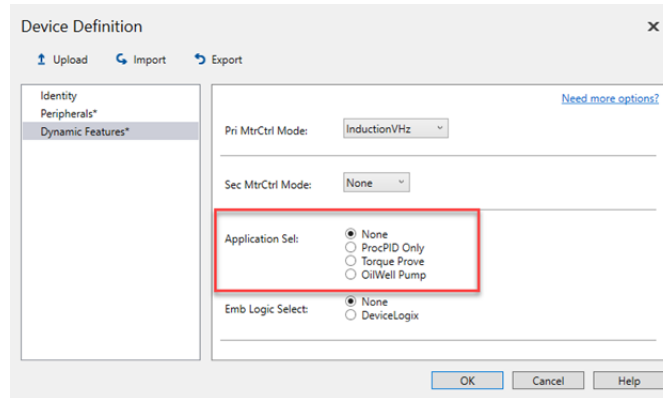 Device Definition
Upload Import Export
Identity
Peripherals*
Dynamic Features*
Need more options?
Pri MtrCtrl Mode: InductionVHz
Sec MtrCtrl Mode: None
Application Sel: None
ProcPID Only
Torque Prove
OilWell Pump
Emb Logic Select: None
DeviceLogix
OK Cancel Help